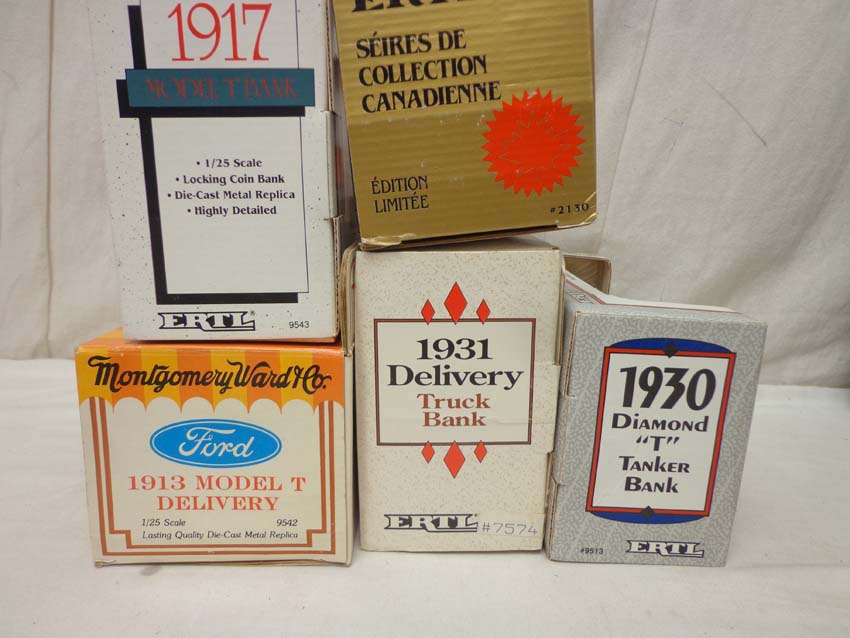 1917
MODEL T BANK
• 1/25 Scale
• Locking Coin Bank
• Die-Cast Metal Replica
• Highly Detailed
ERTL®
9543
ERTL
SÉIRES DE
COLLECTION
CANADIENNE
ÉDITION
LIMITÉE
#2130
Montgomery Ward & Co.
Ford
1913 MODEL T
DELIVERY
1/25 Scale 9542
Lasting Quality Die-Cast Metal Replica
1931
Delivery
Truck
Bank
ERTL® #7574
1930
DIAMOND
"T"
TANKER
BANK
#9513 ERTL